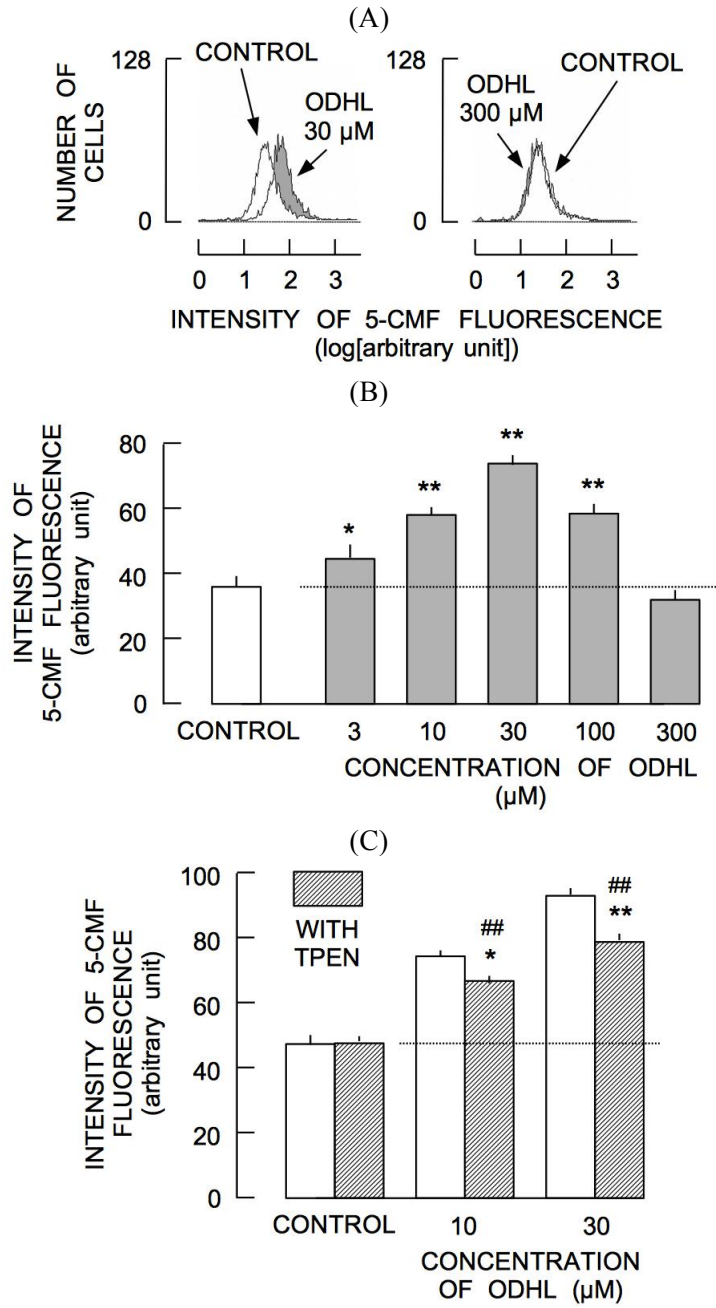 (A)
128
NUMBER OF
CELLS
0
CONTROL
ODHL
30 µM
0 1 2 3
128
0
ODHL
300 µM
CONTROL
0 1 2 3
INTENSITY OF 5-CMF FLUORESCENCE
(log[arbitrary unit])
(B)
INTENSITY OF
5-CMF FLUORESCENCE
(arbitrary unit)
80
60
40
20
0
*
**
**
**
CONTROL 3 10 30 100 300
CONCENTRATION OF ODHL
(µM)
(C)
INTENSITY OF 5-CMF
FLUORESCENCE
(arbitrary unit)
100
80
60
40
20
0
WITH
TPEN
##
*
##
**
CONTROL 10 30
CONCENTRATION
OF ODHL (µM)